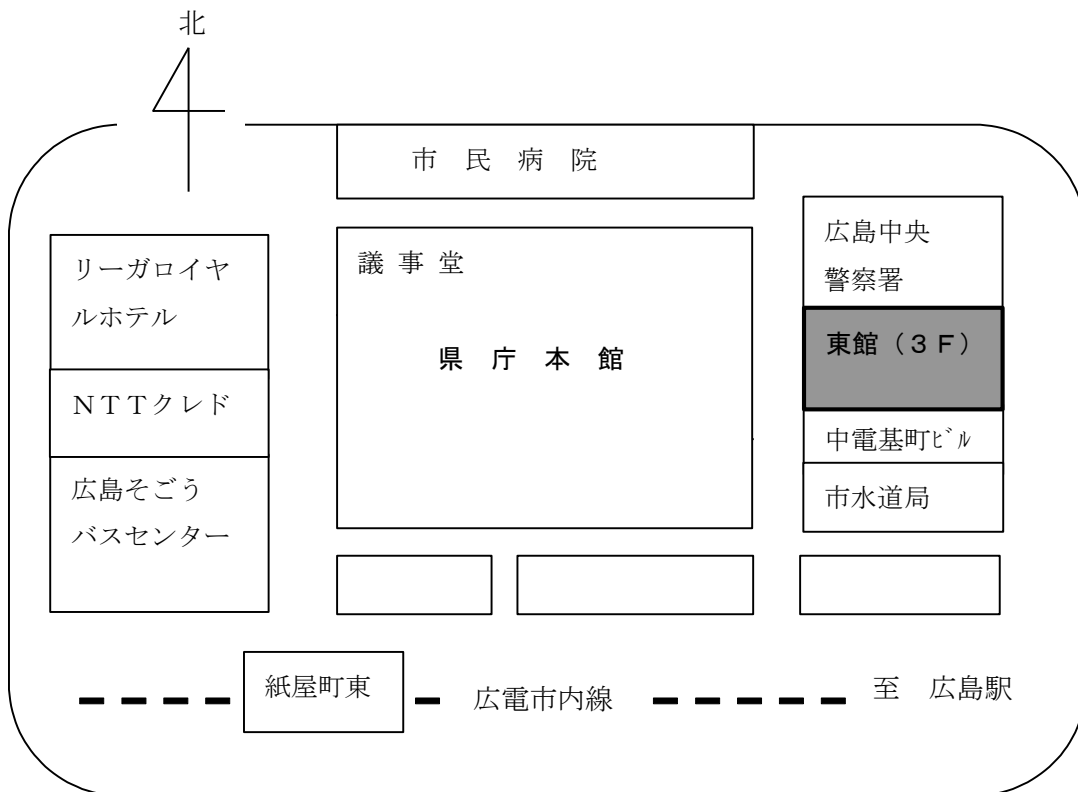 北
市 民 病 院
議 事 堂
県 庁 本 館
リーガロイヤ
ルホテル
ＮＴＴクレド
広島そごう
バスセンター
広島中央
警察署
東館（３Ｆ）
中電基町ﾋﾞﾙ
市水道局
紙屋町東
広電市内線
至　広島駅